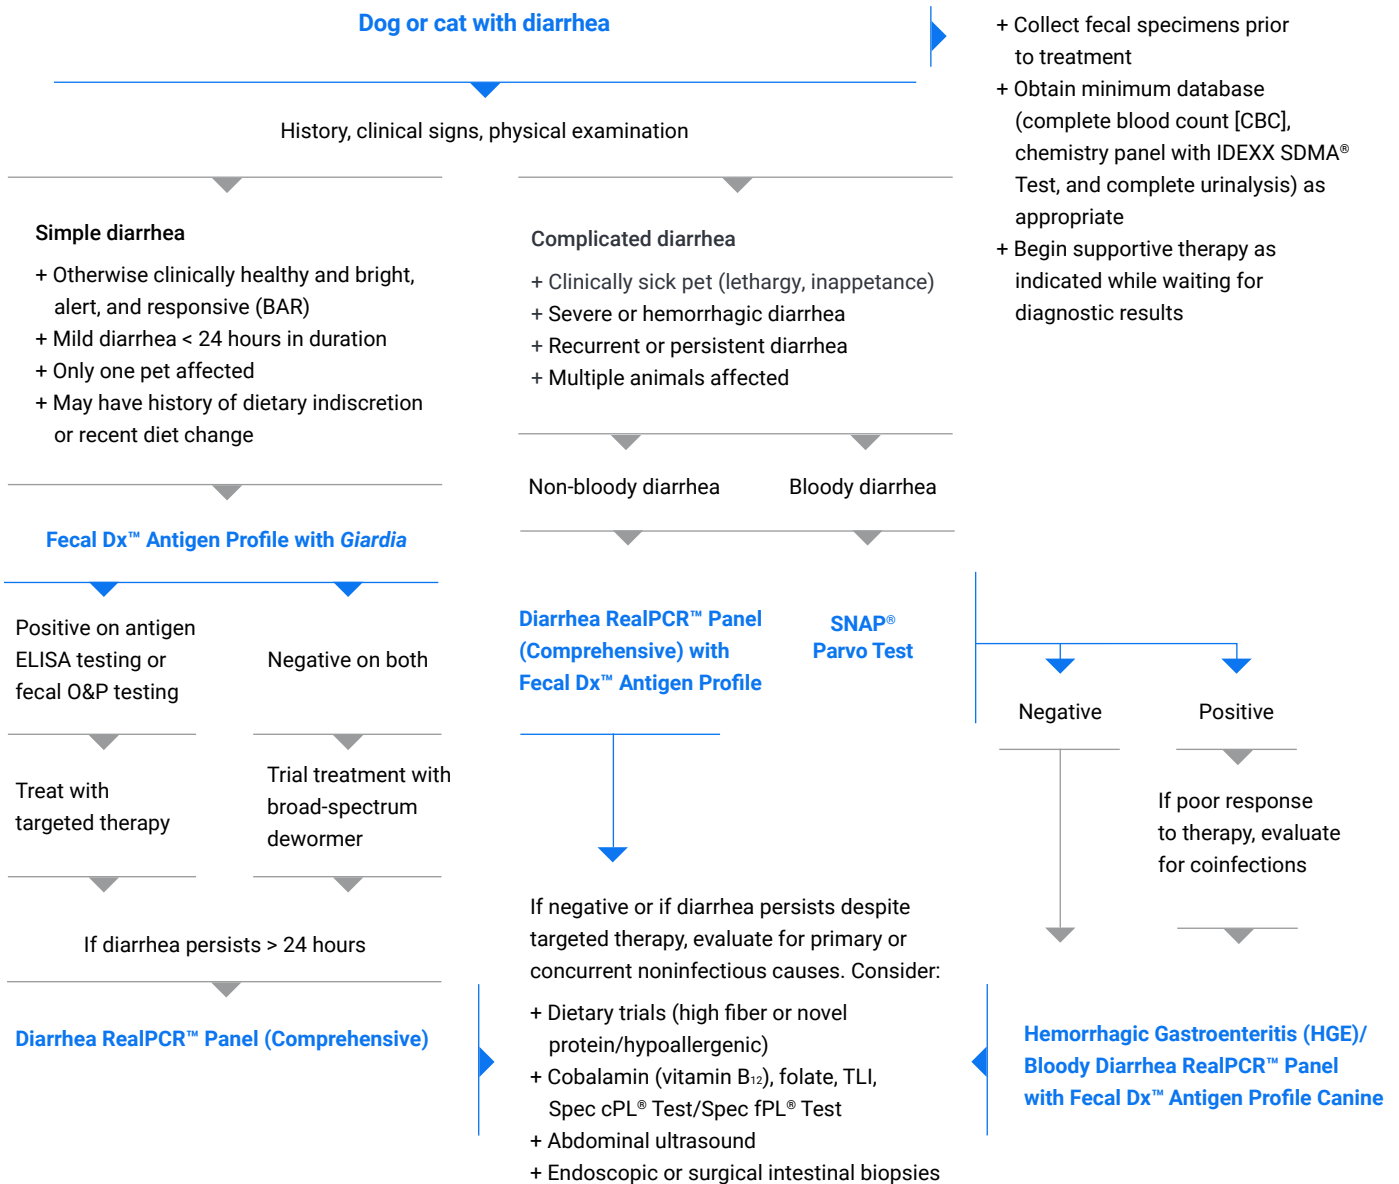 Dog or cat with diarrhea
+ Collect fecal specimens prior
to treatment
+ Obtain minimum database
(complete blood count [CBC],
chemistry panel with IDEXX SDMA®
Test, and complete urinalysis) as
appropriate
+ Begin supportive therapy as
indicated while waiting for
diagnostic results
History, clinical signs, physical examination
Simple diarrhea
+ Otherwise clinically healthy and bright,
alert, and responsive (BAR)
+ Mild diarrhea < 24 hours in duration
+ Only one pet affected
+ May have history of dietary indiscretion
or recent diet change
Complicated diarrhea
+ Clinically sick pet (lethargy, inappetance)
+ Severe or hemorrhagic diarrhea
+ Recurrent or persistent diarrhea
+ Multiple animals affected
Non-bloody diarrhea
Bloody diarrhea
Fecal Dx™ Antigen Profile with Giardia
Positive on antigen
ELISA testing or
fecal O&P testing
Negative on both
Treat with
targeted therapy
Trial treatment with
broad-spectrum
dewormer
If diarrhea persists > 24 hours
Diarrhea RealPCR™ Panel (Comprehensive)
Diarrhea RealPCR™ Panel
(Comprehensive) with
Fecal Dx™ Antigen Profile
SNAP®
Parvo Test
Negative
Positive
If poor response
to therapy, evaluate
for coinfections
If negative or if diarrhea persists despite
targeted therapy, evaluate for primary or
concurrent noninfectious causes. Consider:
+ Dietary trials (high fiber or novel
protein/hypoallergenic)
+ Cobalamin (vitamin B₁₂), folate, TLI,
Spec cPL® Test/Spec fPL® Test
+ Abdominal ultrasound
+ Endoscopic or surgical intestinal biopsies
Hemorrhagic Gastroenteritis (HGE)/
Bloody Diarrhea RealPCR™ Panel
with Fecal Dx™ Antigen Profile Canine